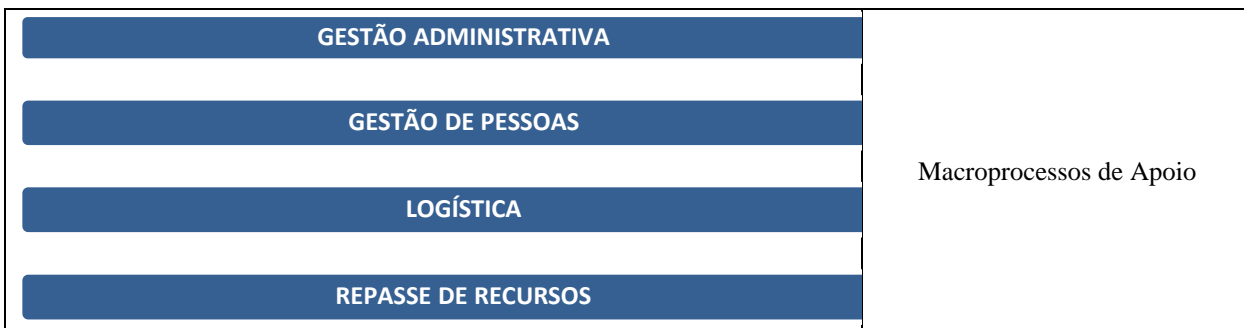 GESTÃO ADMINISTRATIVA
GESTÃO DE PESSOAS
LOGÍSTICA
REPASSE DE RECURSOS
Macroprocessos de Apoio